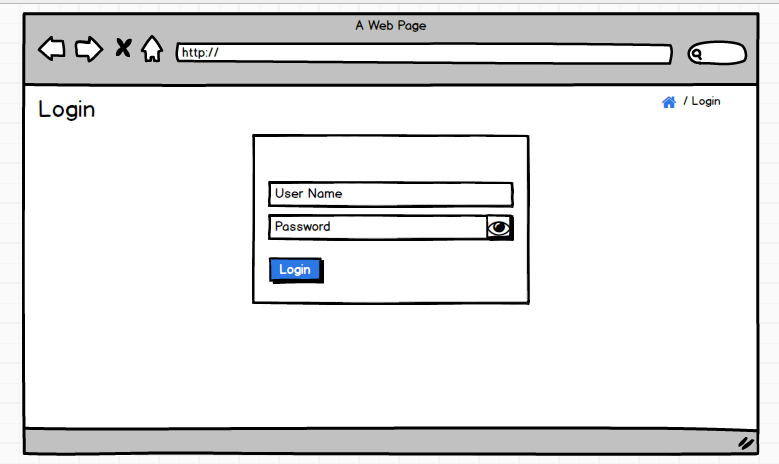 A Web Page
http://
Login
/ Login
User Name
Password
Login